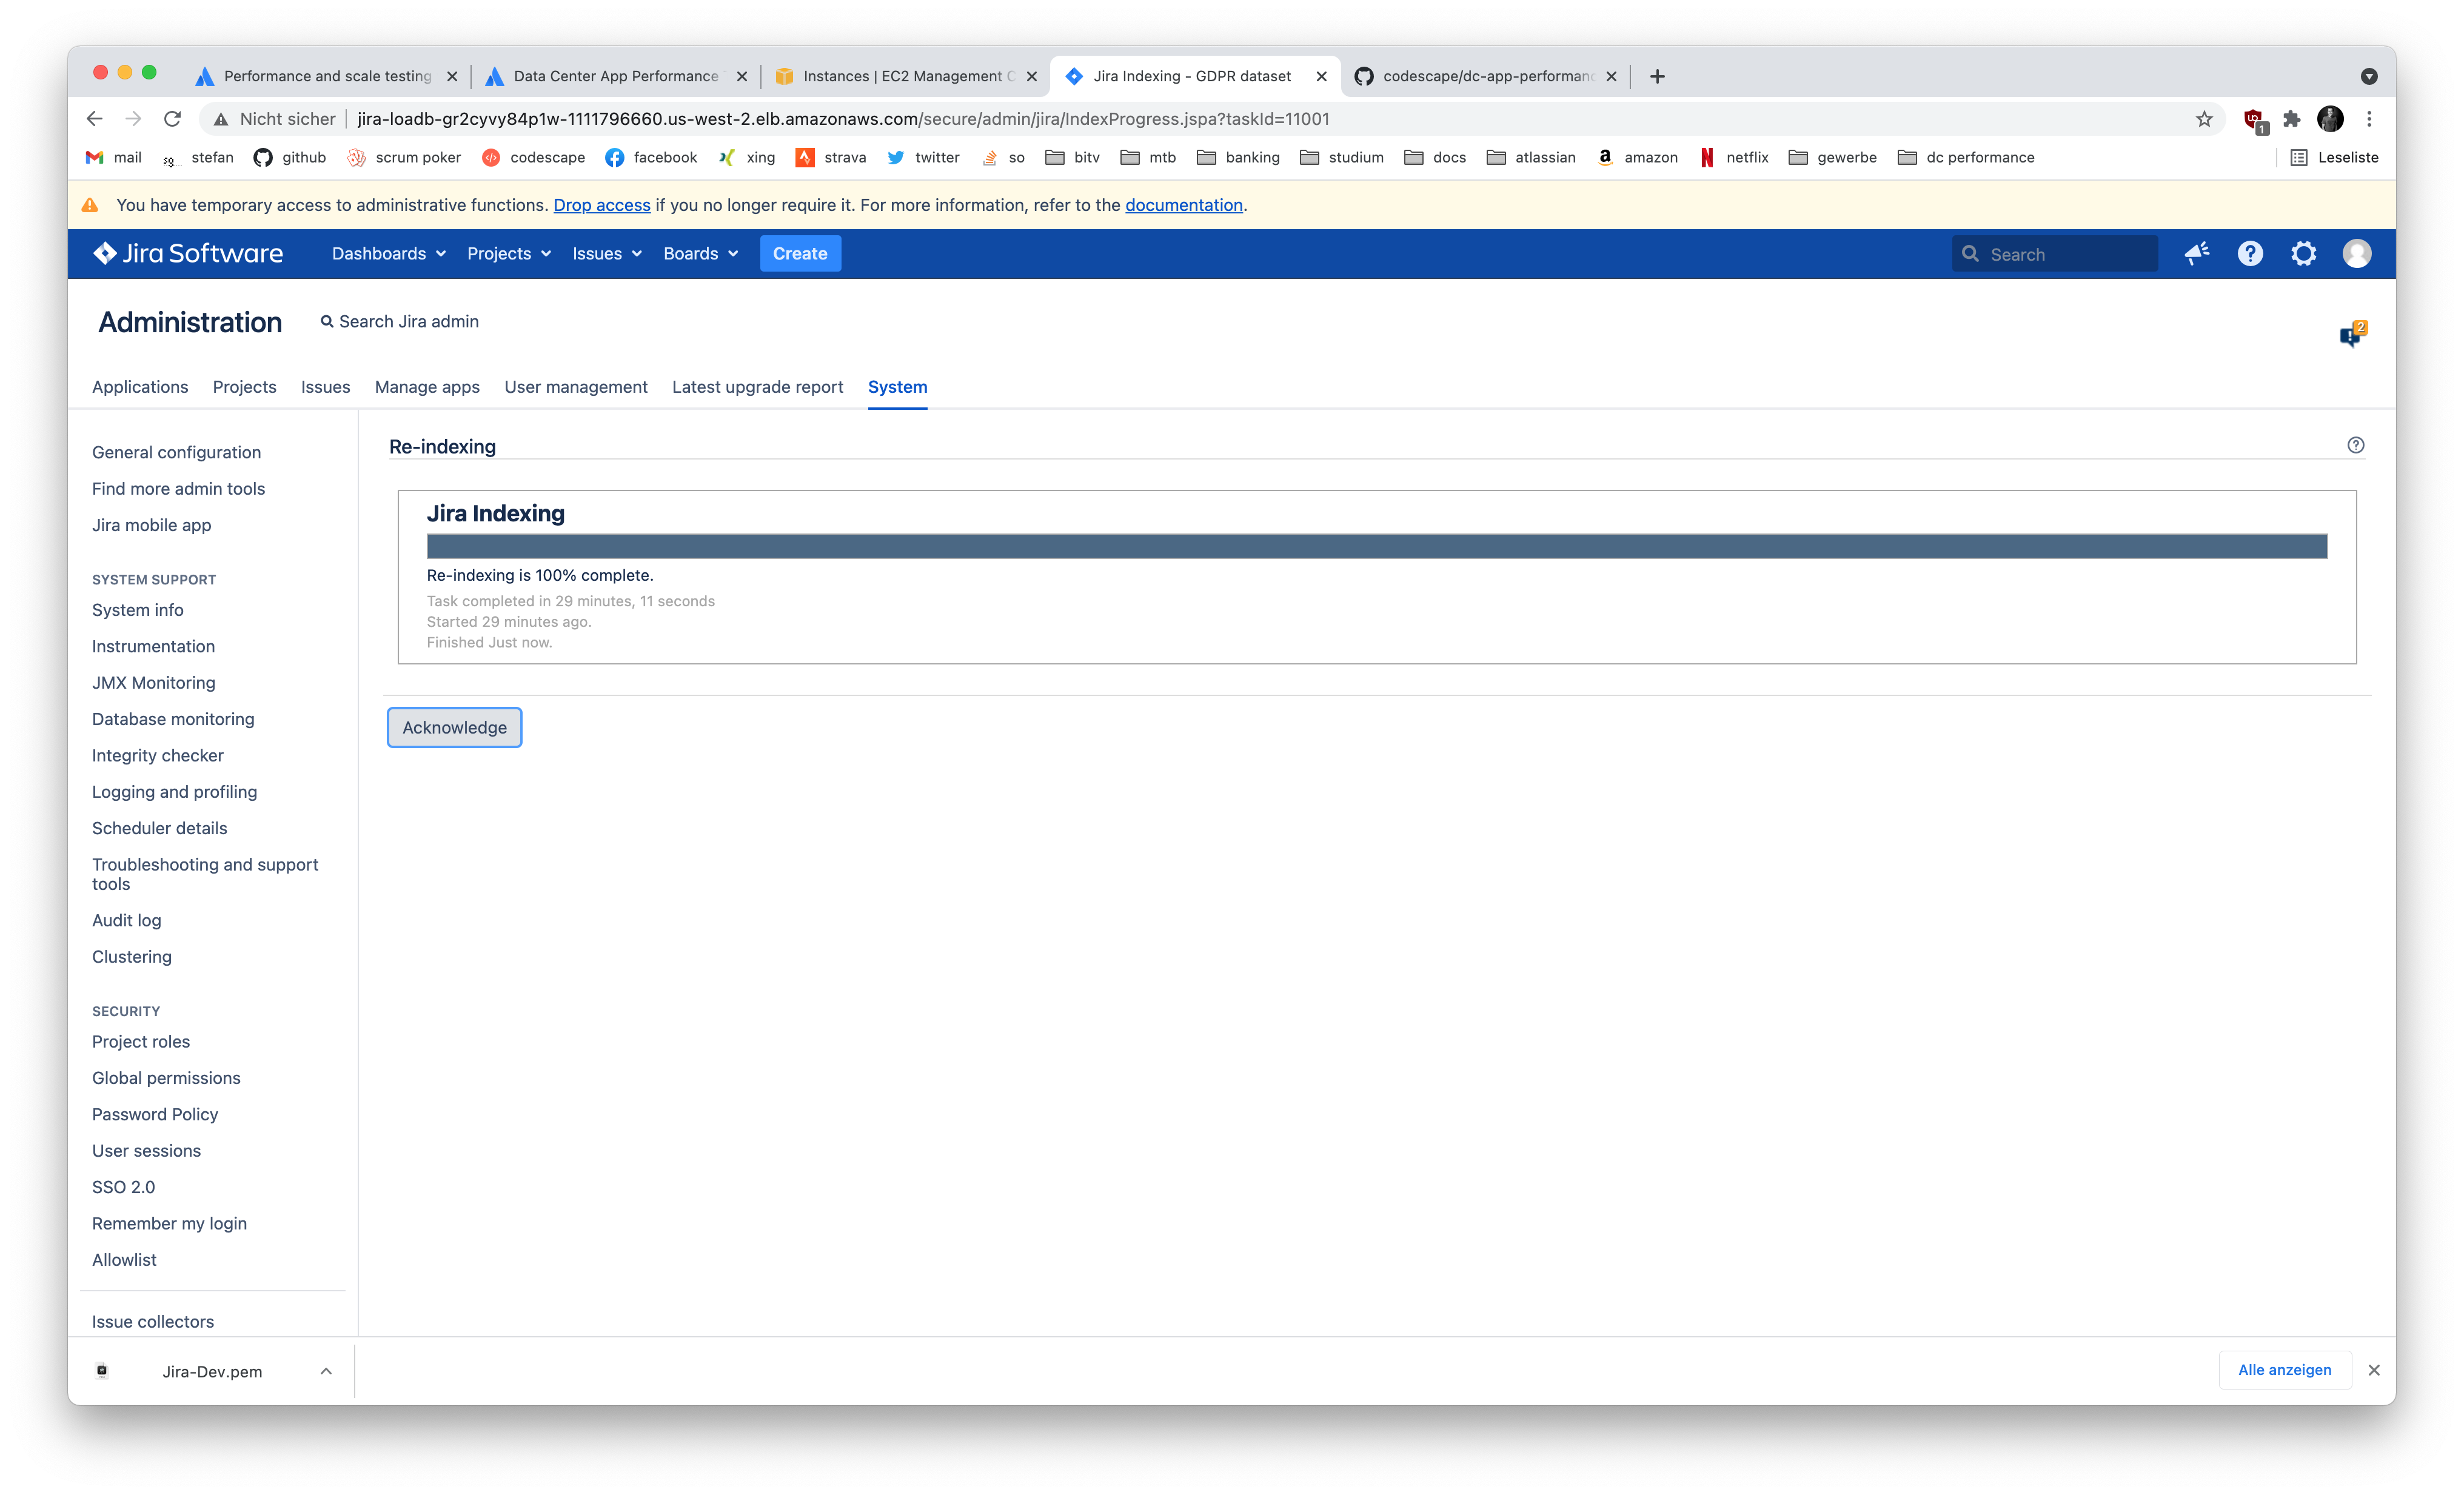 Performance and scale testing
Data Center App Performance
Instances | EC2 Management C
Jira Indexing - GDPR dataset
codescape/dc-app-performanc
Nicht sicher
jira-loadb-gr2cyvy84p1w-1111796660.us-west-2.elb.amazonaws.com/secure/admin/jira/IndexProgress.jspa?taskId=11001
1
mail
stefan
github
scrum poker
codescape
facebook
xing
strava
twitter
so
bitv
mtb
banking
studium
docs
atlassian
amazon
netflix
gewerbe
dc performance
Leseliste
You have temporary access to administrative functions. Drop access if you no longer require it. For more information, refer to the documentation.
Jira Software
Dashboards
Projects
Issues
Boards
Create
Search
Administration
Search Jira admin
2
Applications
Projects
Issues
Manage apps
User management
Latest upgrade report
System
General configuration
Find more admin tools
Jira mobile app
SYSTEM SUPPORT
System info
Instrumentation
JMX Monitoring
Database monitoring
Integrity checker
Logging and profiling
Scheduler details
Troubleshooting and support
tools
Audit log
Clustering
SECURITY
Project roles
Global permissions
Password Policy
User sessions
SSO 2.0
Remember my login
Allowlist
Issue collectors
Re-indexing
Jira Indexing
Re-indexing is 100% complete.
Task completed in 29 minutes, 11 seconds
Started 29 minutes ago.
Finished Just now.
Acknowledge
Jira-Dev.pem
Alle anzeigen